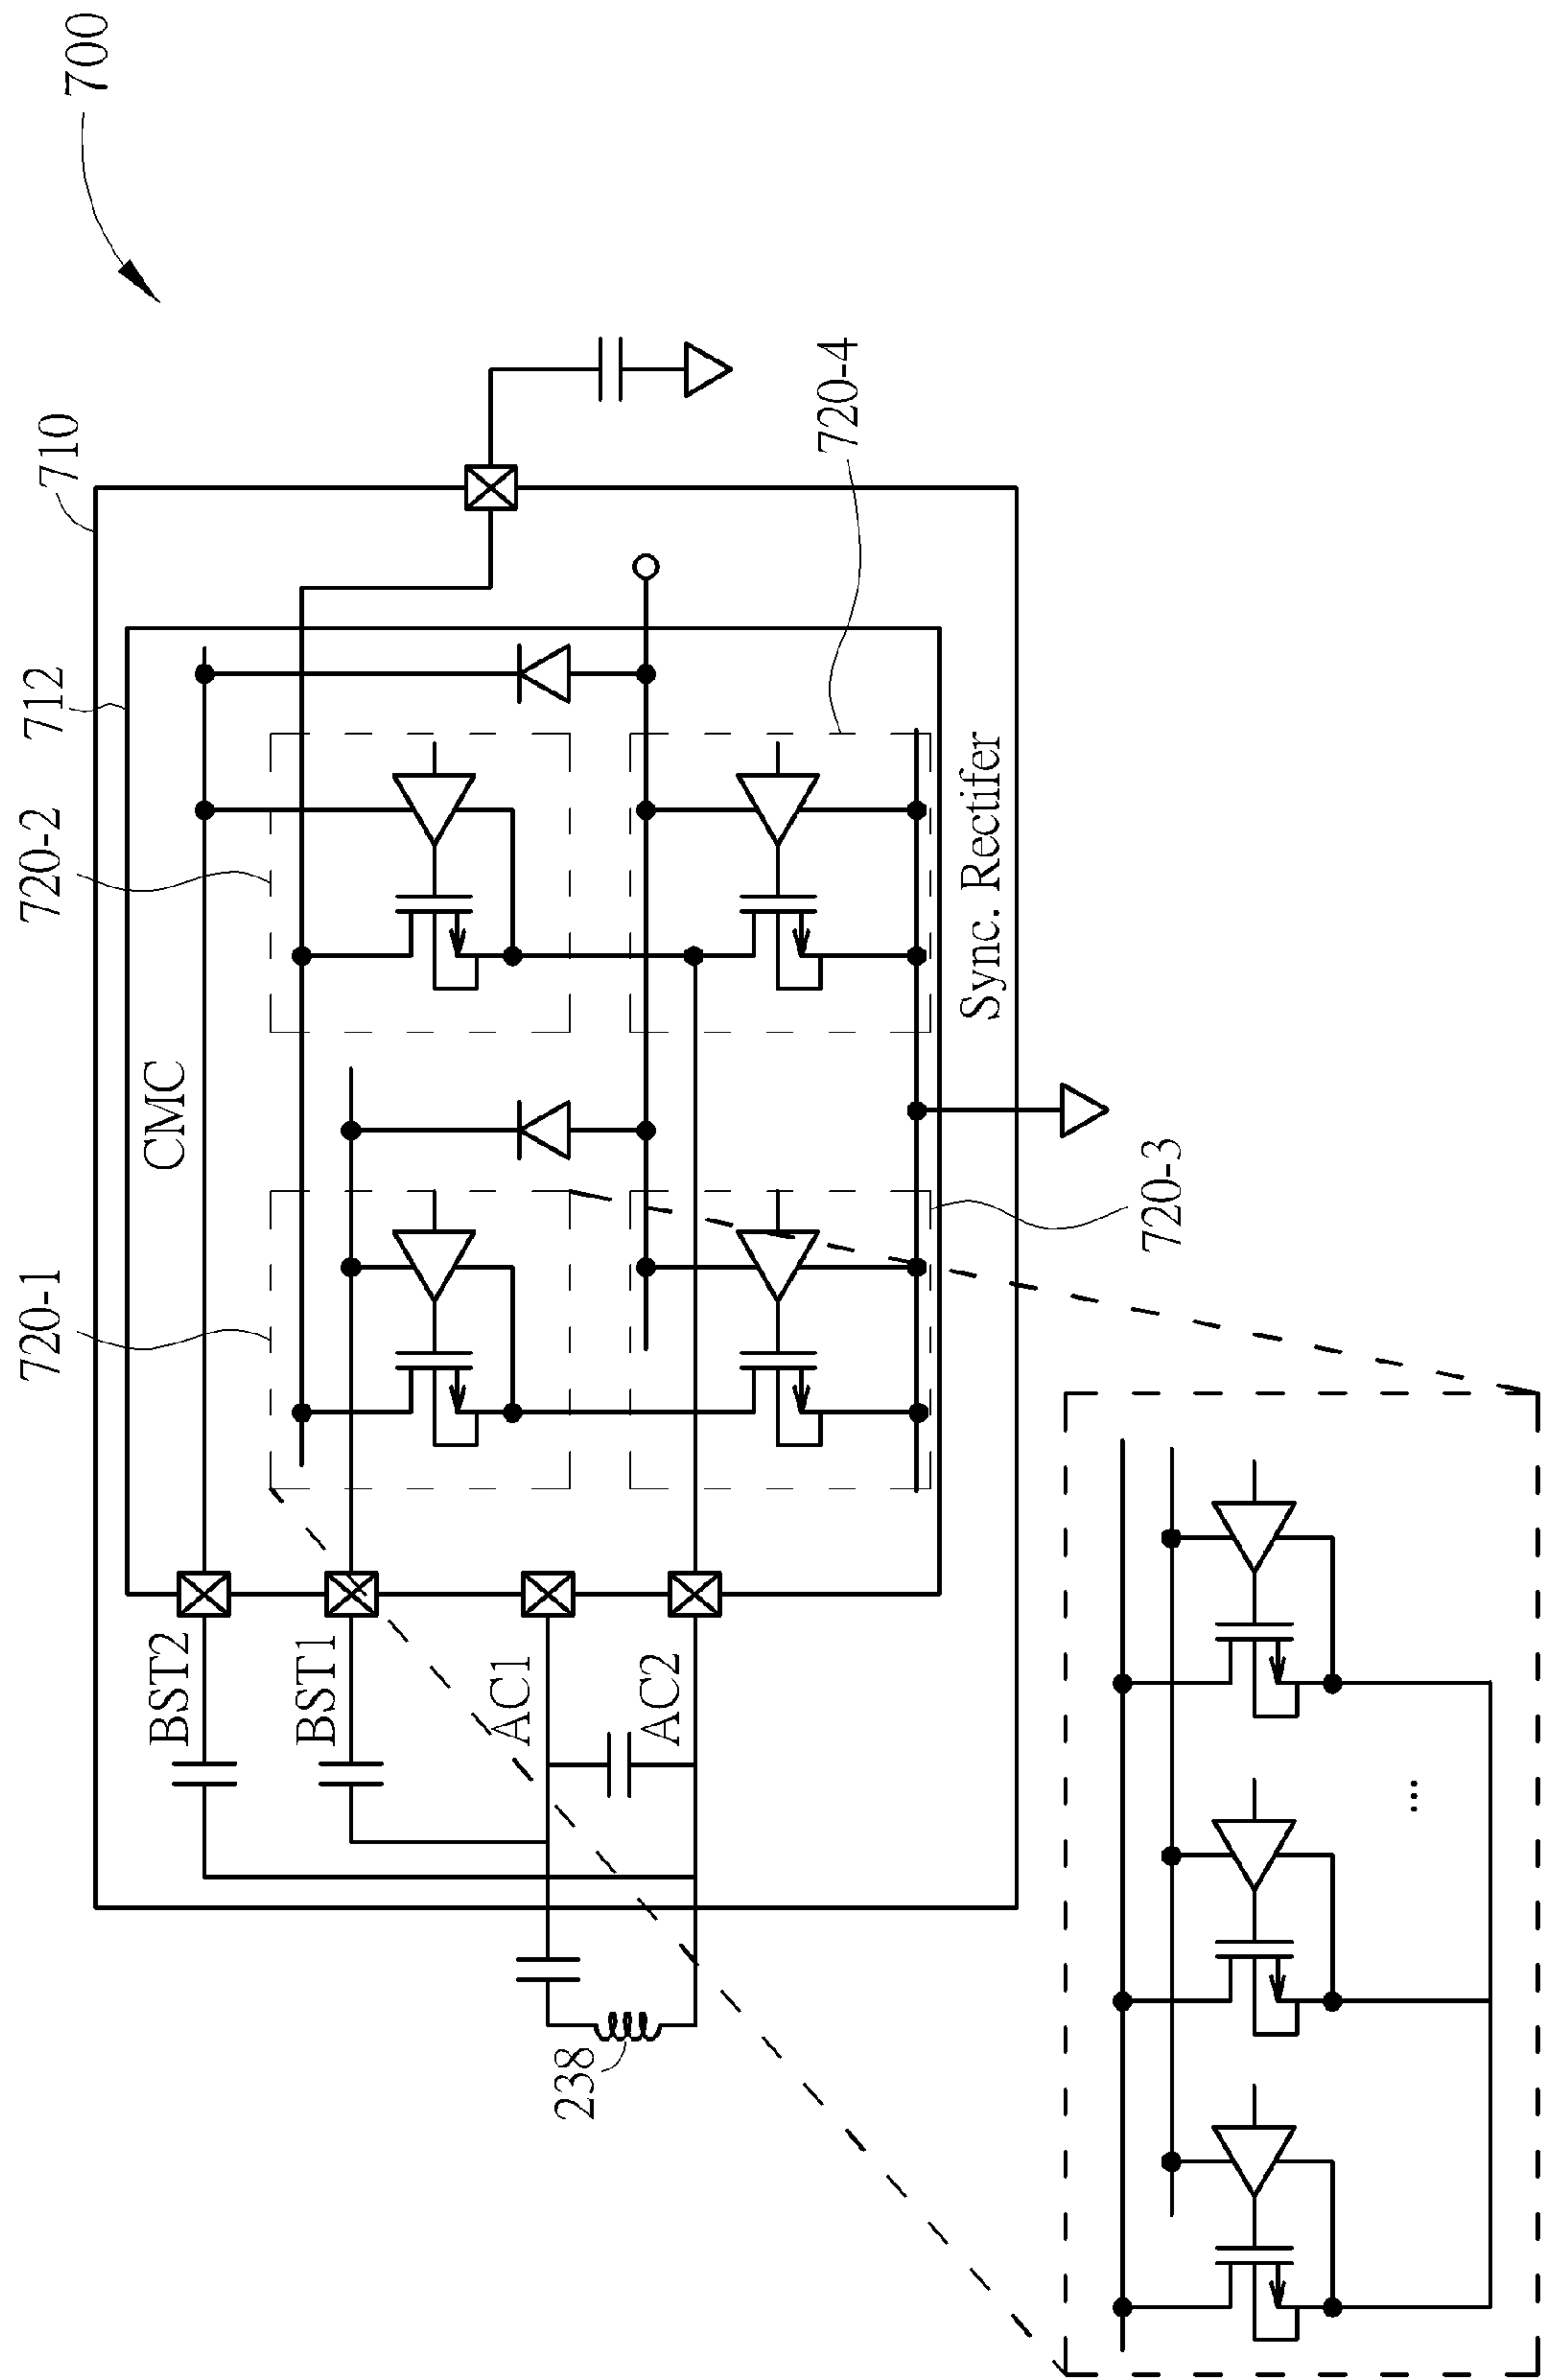 700
710
712
CMC
720-1
720-2
720-3
720-4
BST2
BST1
AC1
AC2
238
Sync. Rectifer
...